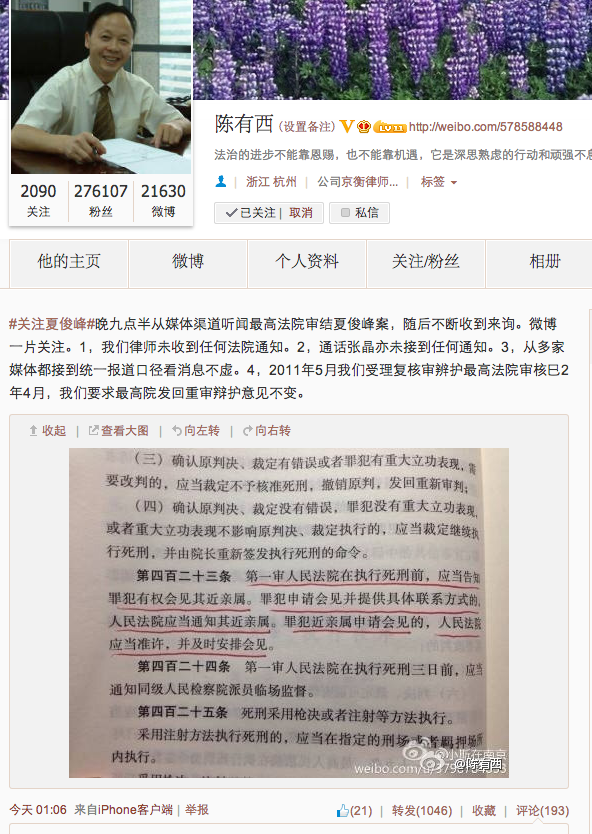 陈有西 (设置备注) V LV11 http://weibo.com/578588448
法治的进步不能靠恩赐，也不能靠机遇，它是深思熟虑的行动和顽强不息
浙江 杭州 | 公司京衡律师... | 标签
2090 276107 21630
关注 粉丝 微博
已关注 | 取消 私信
他的主页 微博 个人资料 关注/粉丝 相册
#关注夏俊峰#晚九点半从媒体渠道听闻最高法院审结夏俊峰案，随后不断收到来询。微博
一片关注。1，我们律师未收到任何法院通知。2，通话张晶亦未接到任何通知。3，从多家
媒体都接到统一报道口径看消息不虚。4，2011年5月我们受理复核审辨护最高法院审核已2
年4月，我们要求最高院发回重审辩护意见不变。
收起 | 查看大图 | 向左转 | 向右转
（三）确认原判决、裁定有错误或者罪犯有重大立功表现，需
要改判的，应当裁定不予核准死刑，撤销原判，发回重新审判；
（四）确认原判决、裁定没有错误，罪犯没有重大立功表现，
或者重大立功表现不影响原判决、裁定执行的，应当裁定继续执
行死刑，并由院长重新签发执行死刑的命令。
第四百二十三条 第一审人民法院在执行死刑前，应当告知
罪犯有权会见其近亲属。罪犯申请会见并提供具体联系方式的，
人民法院应当通知其近亲属。罪犯近亲属申请会见的，人民法院
应当准许，并及时安排会见。
第四百二十四条 第一审人民法院在执行死刑三日前，应当
通知同级人民检察院派员临场监督。
第四百二十五条 死刑采用枪决或者注射等方法执行。
采用注射方法执行死刑的，应当在指定的刑场或者羁押场所
内执行。
@小斯在南京
@陈有西
今天 01:06 来自iPhone客户端 | 举报 (21) | 转发(1046) | 收藏 | 评论(193)